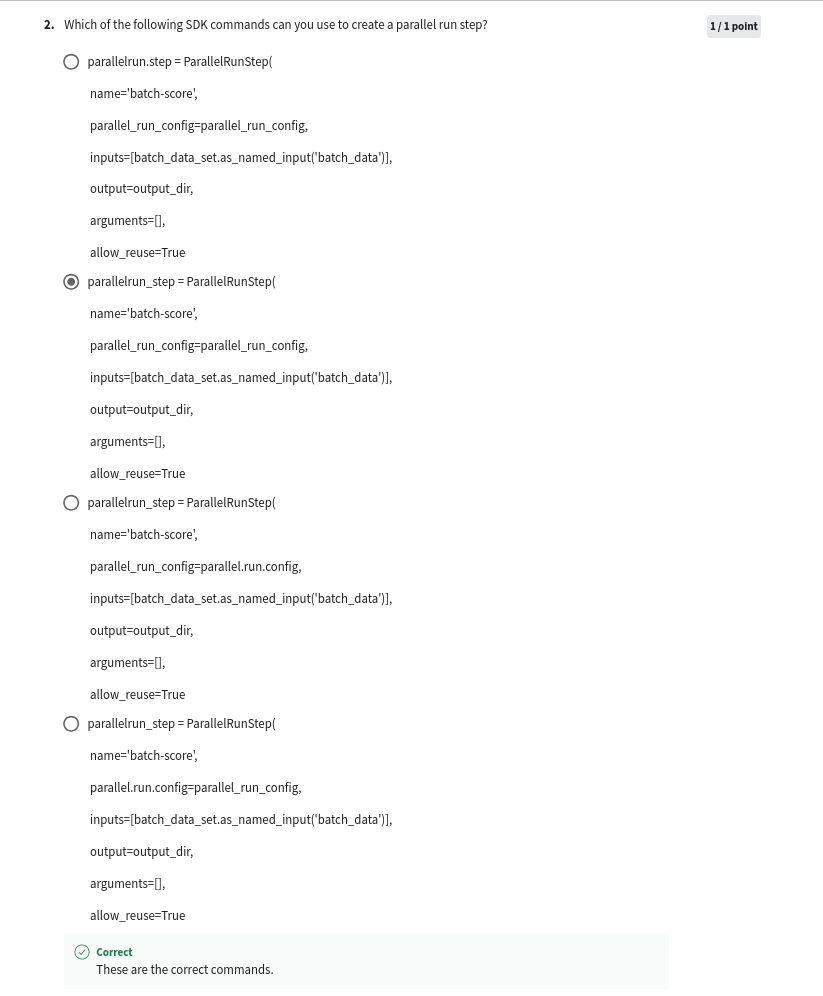 2. Which of the following SDK commands can you use to create a parallel run step?
1 / 1 point
parallelrun.step = ParallelRunStep(
name='batch-score',
parallel_run_config=parallel_run_config,
inputs=[batch_data_set.as_named_input('batch_data')],
output=output_dir,
arguments=[],
allow_reuse=True
parallelrun_step = ParallelRunStep(
name='batch-score',
parallel_run_config=parallel_run_config,
inputs=[batch_data_set.as_named_input('batch_data')],
output=output_dir,
arguments=[],
allow_reuse=True
parallelrun_step = ParallelRunStep(
name='batch-score',
parallel_run_config=parallel.run.config,
inputs=[batch_data_set.as_named_input('batch_data')],
output=output_dir,
arguments=[],
allow_reuse=True
parallelrun_step = ParallelRunStep(
name='batch-score',
parallel.run.config=parallel_run_config,
inputs=[batch_data_set.as_named_input('batch_data')],
output=output_dir,
arguments=[],
allow_reuse=True
Correct
These are the correct commands.